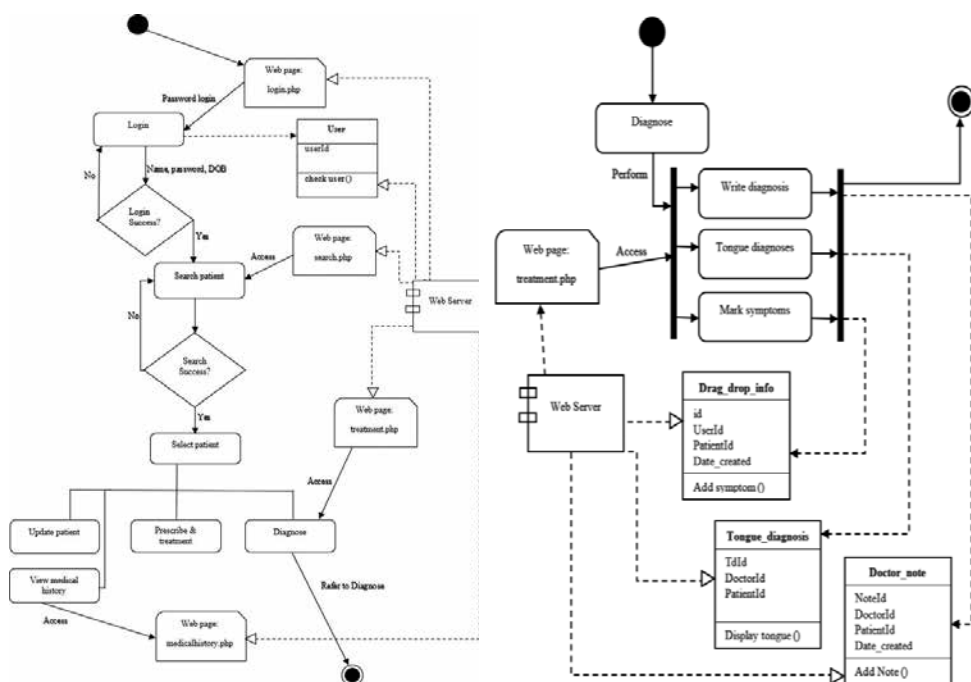 Web page:
login.php
Password login
Login
User
userId
check user()
Name, password, DOB
No
Login
Success?
Yes
Web page:
search.php
Access
Search patient
Web Server
No
Search
Success?
Yes
Web page:
treatment.php
Select patient
Access
Update patient
Prescribe &
treatment
Diagnose
View medical
history
Refer to Diagnose
Access
Web page:
medicalhistory.php
Diagnose
Perform
Write diagnosis
Web page:
treatment.php
Access
Tongue diagnoses
Mark symptoms
Web Server
Drag_drop_info
id
UserId
PatientId
Date_created
Add symptom()
Tongue_diagnosis
TdId
DoctorId
PatientId
Display tongue()
Doctor_note
NoteId
DoctorId
PatientId
Date_created
Add Note()